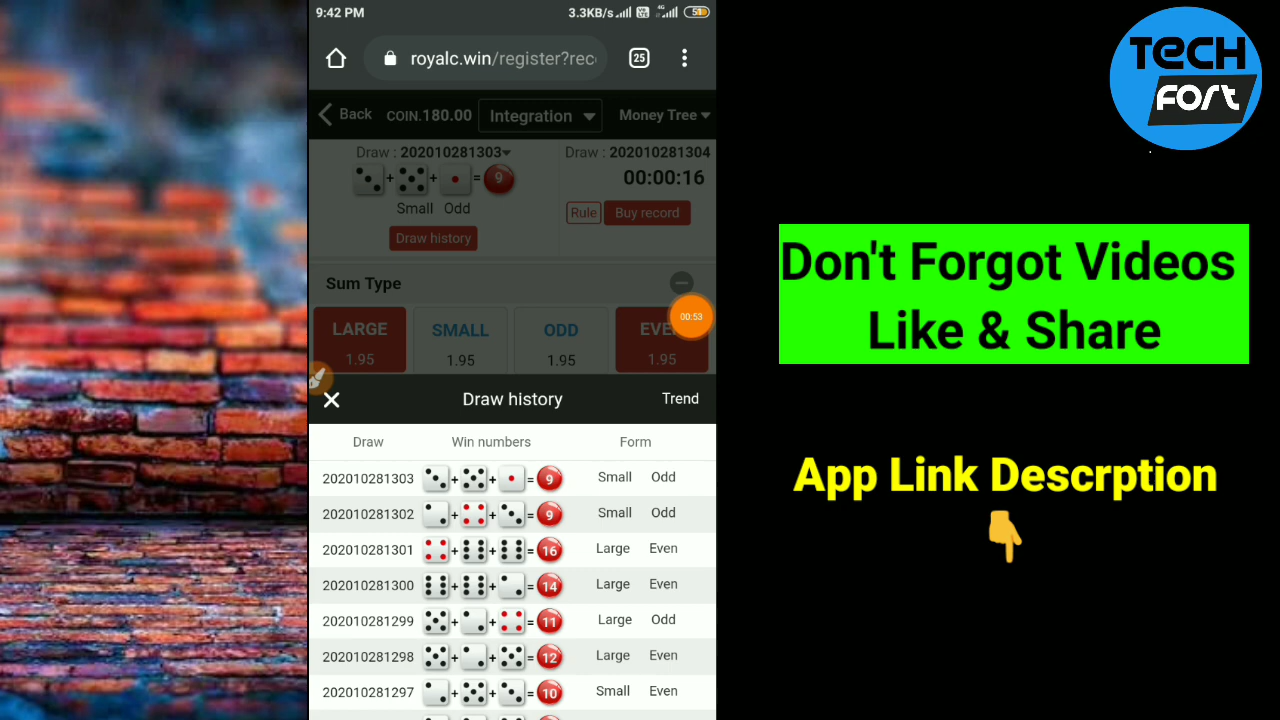 9:42 PM 3.3KB/s 4G 51
royalc.win/register?rec 25
Back COIN.180.00 Integration Money Tree
Draw : 202010281303 Draw : 202010281304
+ + = 9 00:00:16
Small Odd Rule Buy record
Draw history
Sum Type
00:53
LARGE SMALL ODD EVE
1.95 1.95 1.95 1.95
Draw history Trend
Draw Win numbers Form
202010281303 + + = 9 Small Odd
202010281302 + + = 9 Small Odd
202010281301 + + = 16 Large Even
202010281300 + + = 14 Large Even
202010281299 + + = 11 Large Odd
202010281298 + + = 12 Large Even
202010281297 + + = 10 Small Even
TECH
FORT
Don't Forgot Videos
Like & Share
App Link Descrption